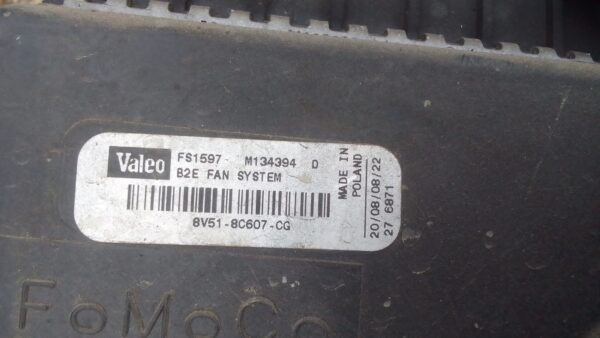 Valeo
FS1597 M134394 D
B2E FAN SYSTEM
8V51-8C607-CG
MADE IN
POLAND
20/08/08/22
27 6871
FoMoCo